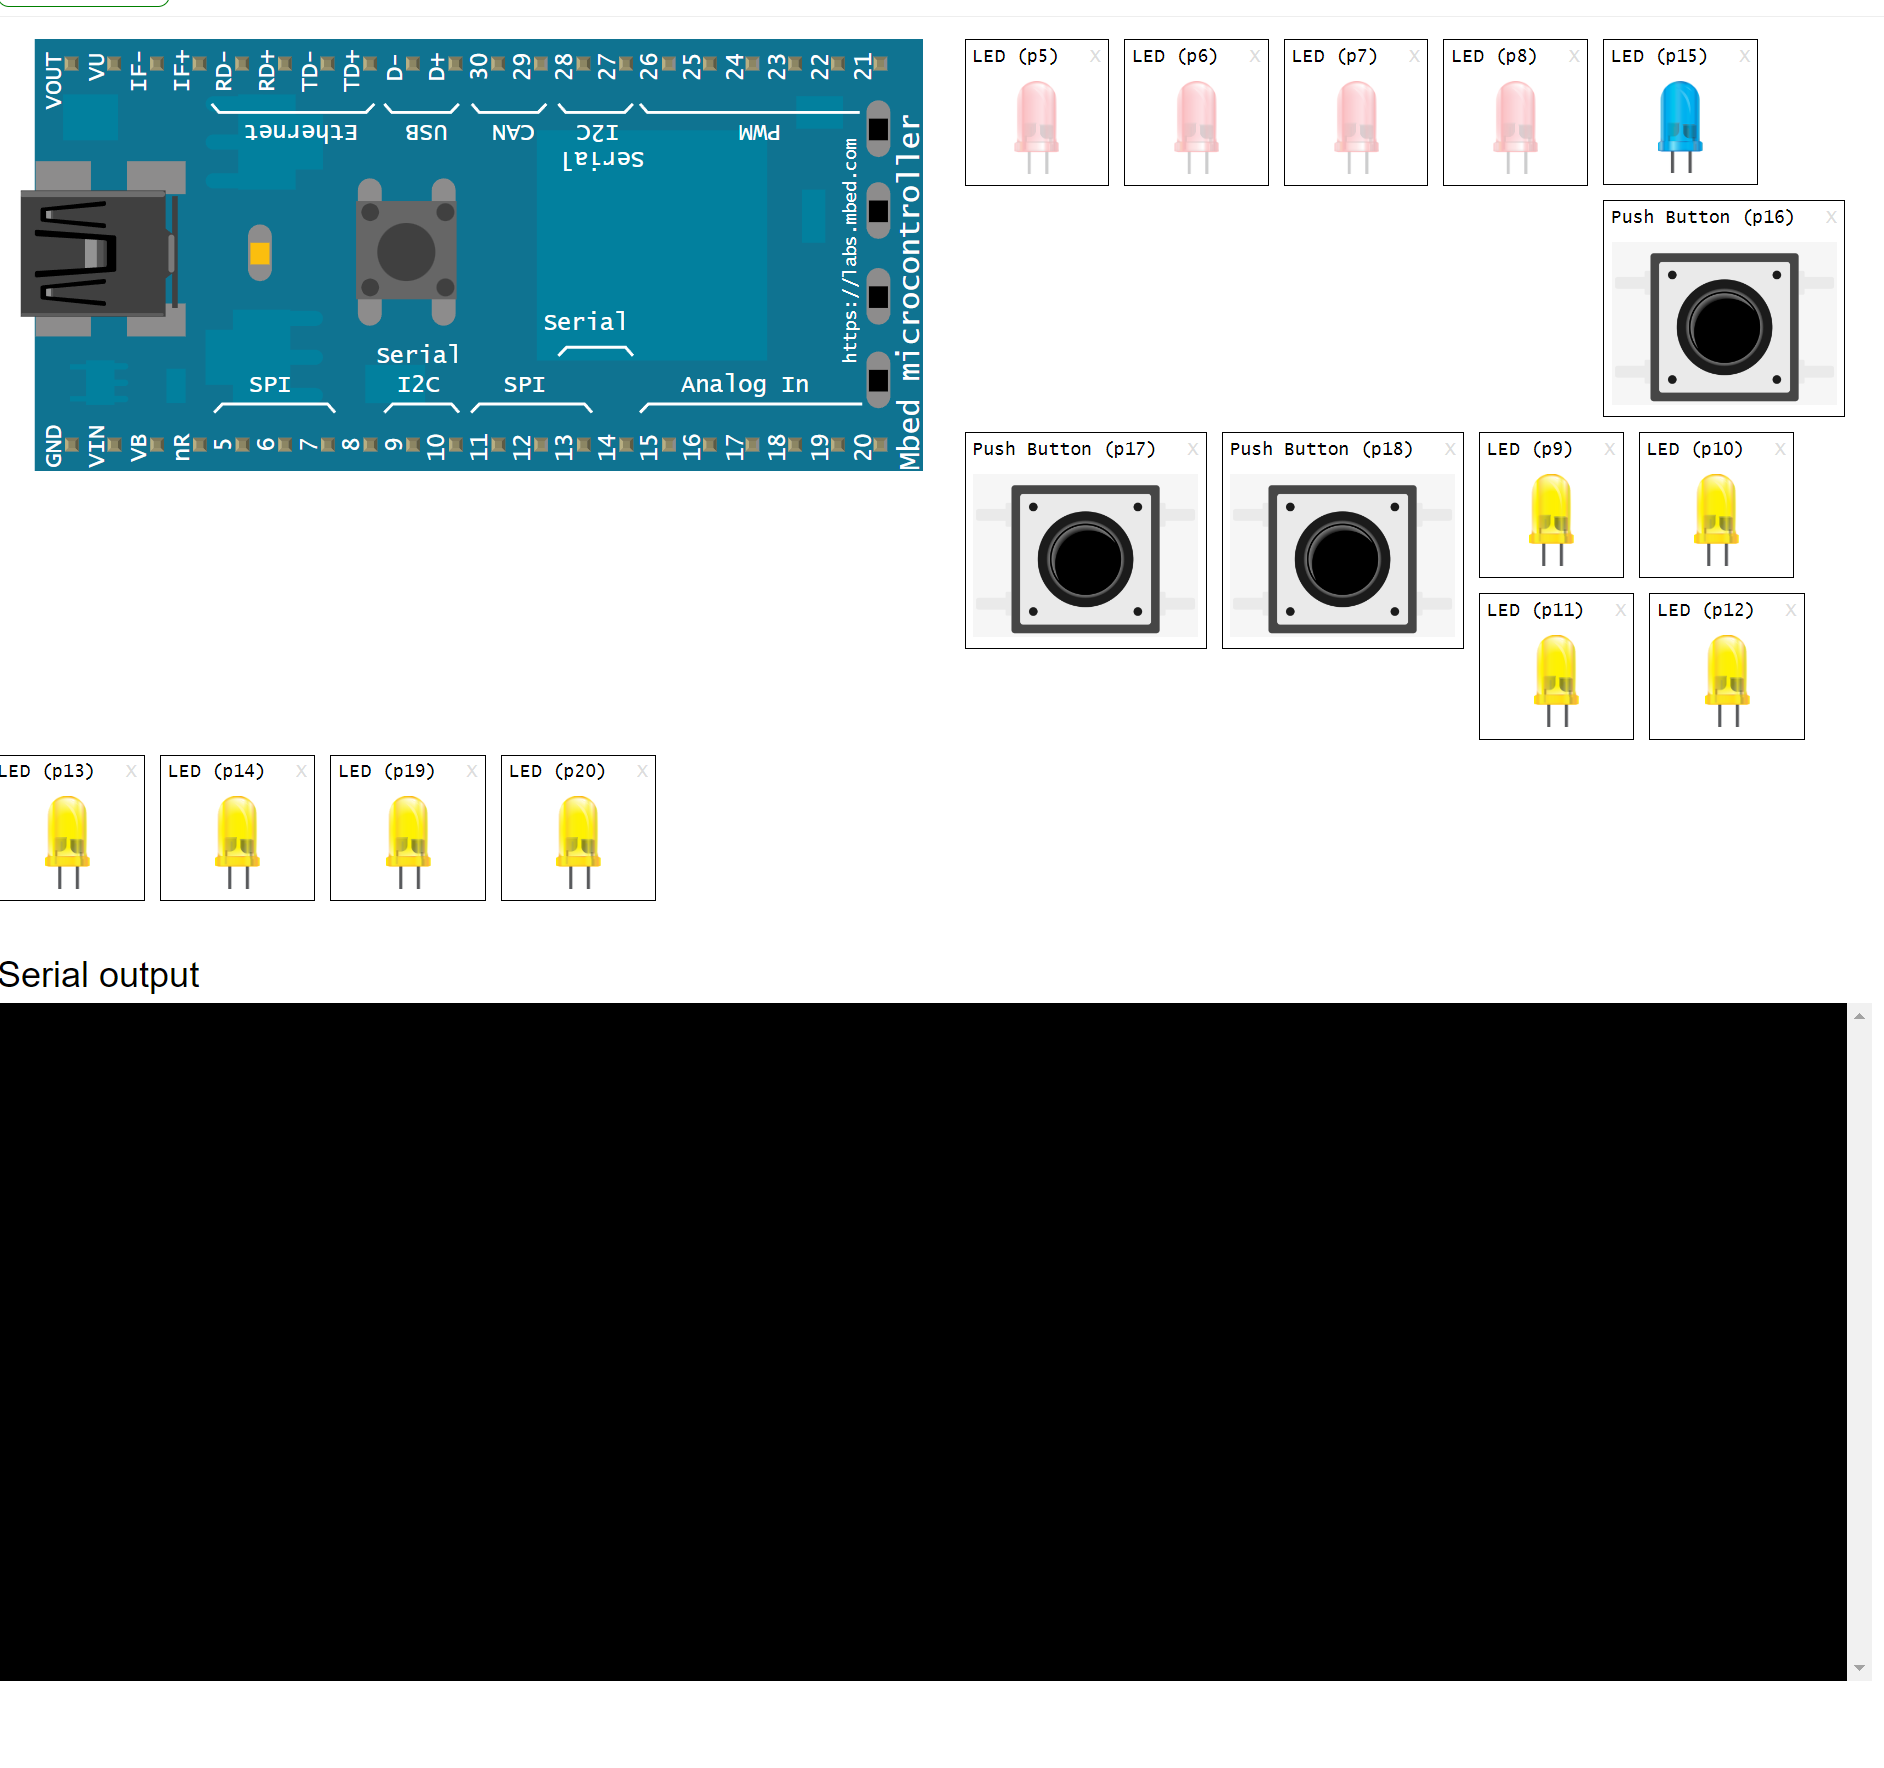 VOUT VU IF- IF+ RD- RD+ TD- TD+ D- D+ 30 29 28 27 26 25 24 23 22 21
Ethernet USB CAN I2C PWM
Serial
https://labs.mbed.com
Mbed microcontroller
Serial
Serial
SPI I2C SPI Analog In
GND VIN VB nR 5 6 7 8 9 10 11 12 13 14 15 16 17 18 19 20
LED (p5) X
LED (p6) X
LED (p7) X
LED (p8) X
LED (p15) X
Push Button (p16) X
Push Button (p17) X
Push Button (p18) X
LED (p9) X
LED (p10) X
LED (p11) X
LED (p12) X
LED (p13) X
LED (p14) X
LED (p19) X
LED (p20) X
Serial output